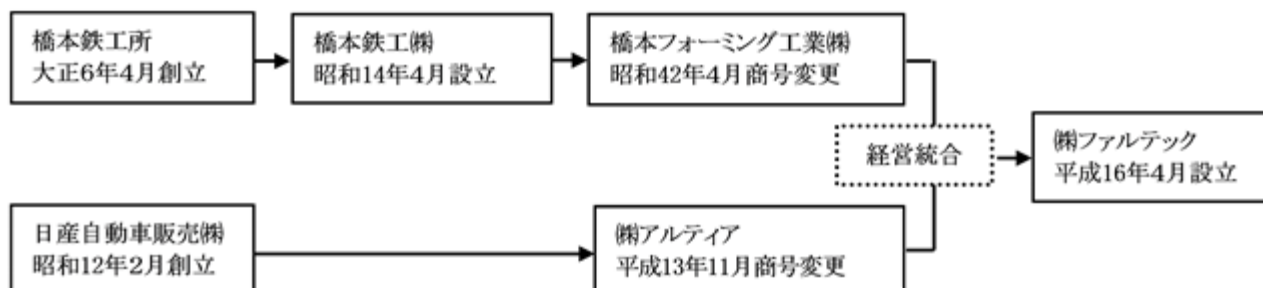 橋本鉄工所
大正6年4月創立
橋本鉄工㈱
昭和14年4月設立
橋本フォーミング工業㈱
昭和42年4月商号変更
経営統合
㈱ファルテック
平成16年4月設立
日産自動車販売㈱
昭和12年2月創立
㈱アルティア
平成13年11月商号変更